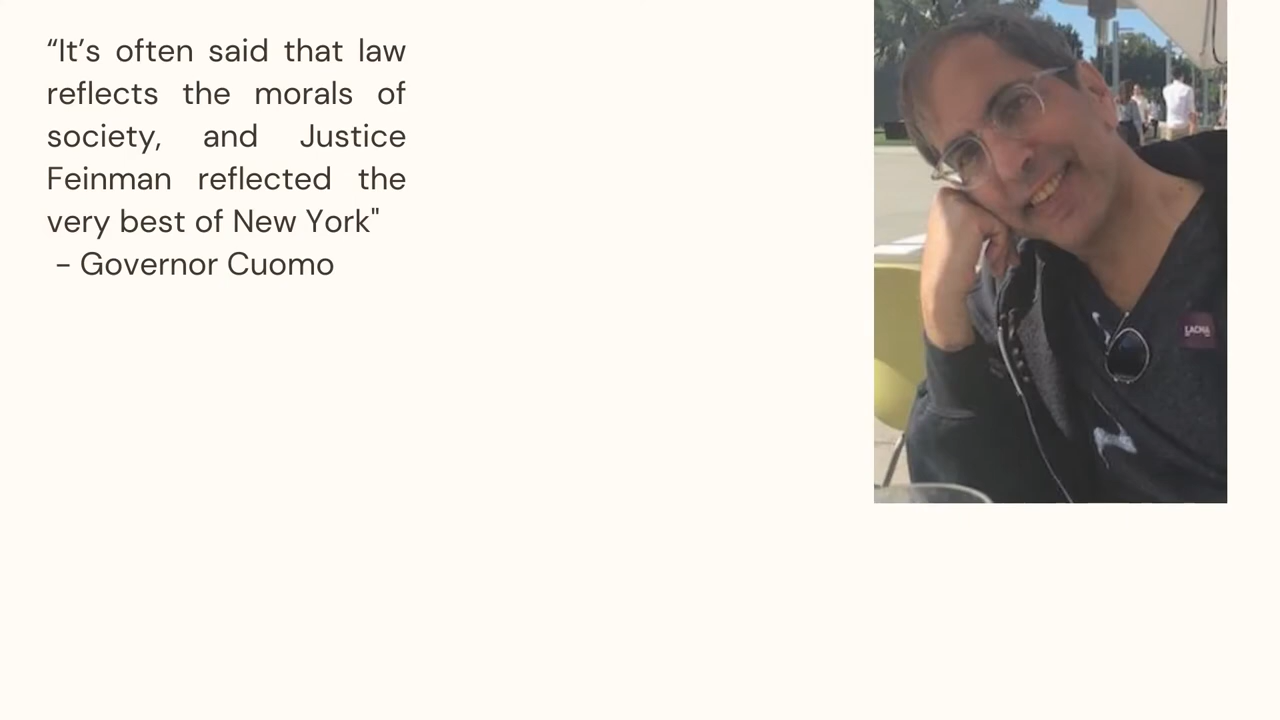 “It’s often said that law
reflects the morals of
society, and Justice
Feinman reflected the
very best of New York"
– Governor Cuomo
LACMA